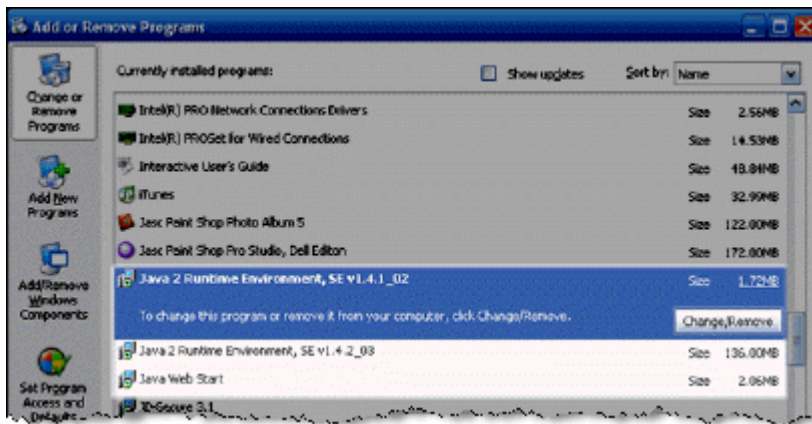 Add or Remove Programs
Change or
Remove
Programs
Add New
Programs
Add/Remove
Windows
Components
Set Program
Access and
Defaults
Currently installed programs:
Show updates
Sort by: Name
Intel(R) PRO Network Connections Drivers Size 2.56MB
Intel(R) PROSet for Wired Connections Size 14.53MB
Interactive User's Guide Size 48.84MB
iTunes Size 32.99MB
Jasc Paint Shop Photo Album 5 Size 122.00MB
Jasc Paint Shop Pro Studio, Dell Editon Size 172.00MB
Java 2 Runtime Environment, SE v1.4.1_02 Size 1.72MB
To change this program or remove it from your computer, click Change/Remove.
Change/Remove
Java 2 Runtime Environment, SE v1.4.2_03 Size 136.00MB
Java Web Start Size 2.06MB
3.1